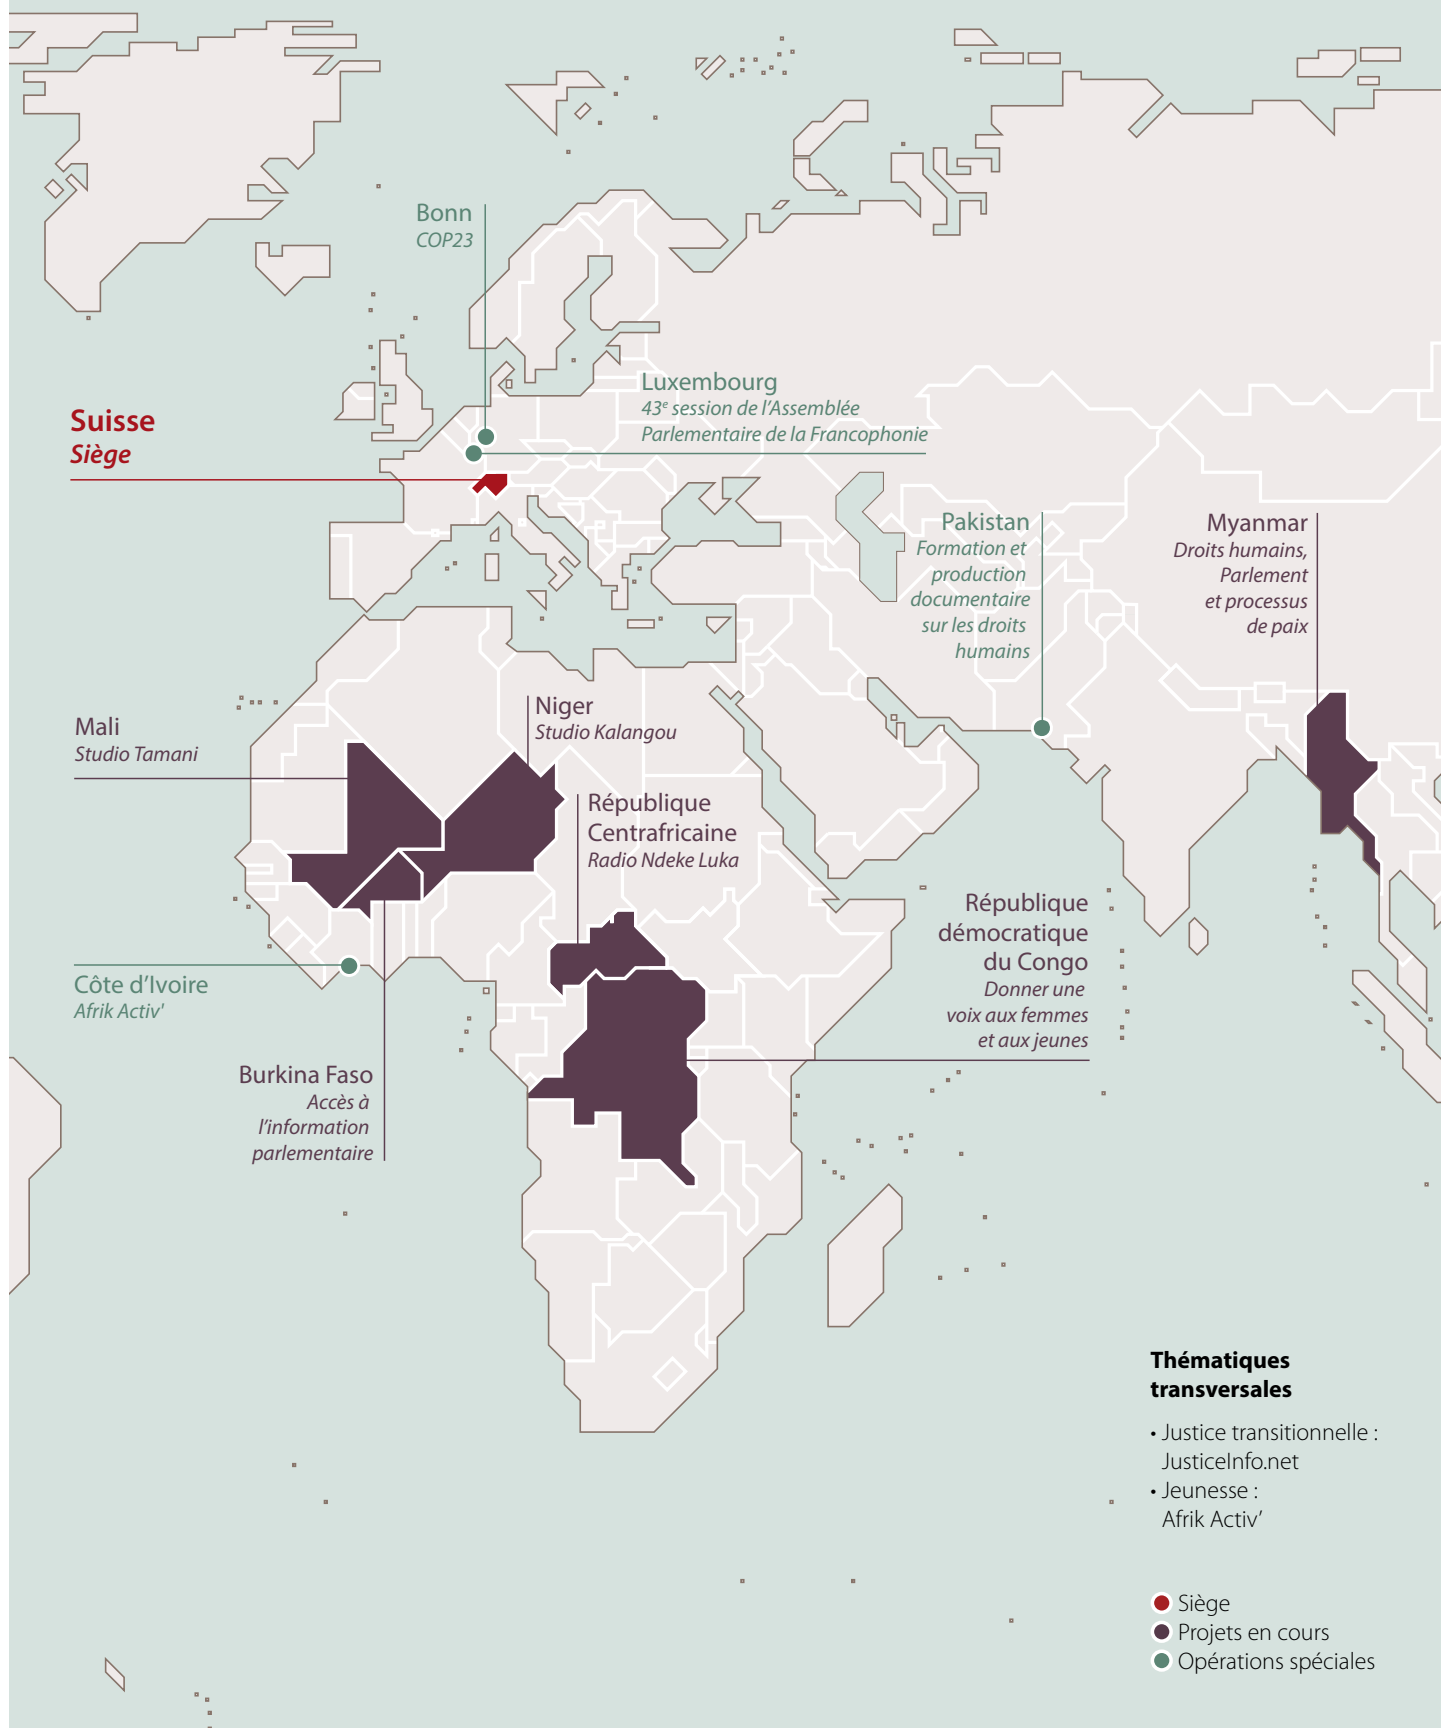 Bonn
COP23
Luxembourg
43e session de l'Assemblée
Parlementaire de la Francophonie
Suisse
Siège
Pakistan
Formation et
production
documentaire
sur les droits
humains
Myanmar
Droits humains,
Parlement
et processus
de paix
Mali
Studio Tamani
Niger
Studio Kalangou
République
Centrafricaine
Radio Ndeke Luka
République
démocratique
du Congo
Donner une
voix aux femmes
et aux jeunes
Côte d'Ivoire
Afrik Activ'
Burkina Faso
Accès à
l'information
parlementaire
Thématiques
transversales
• Justice transitionnelle :
JusticeInfo.net
• Jeunesse :
Afrik Activ'
Siège
Projets en cours
Opérations spéciales